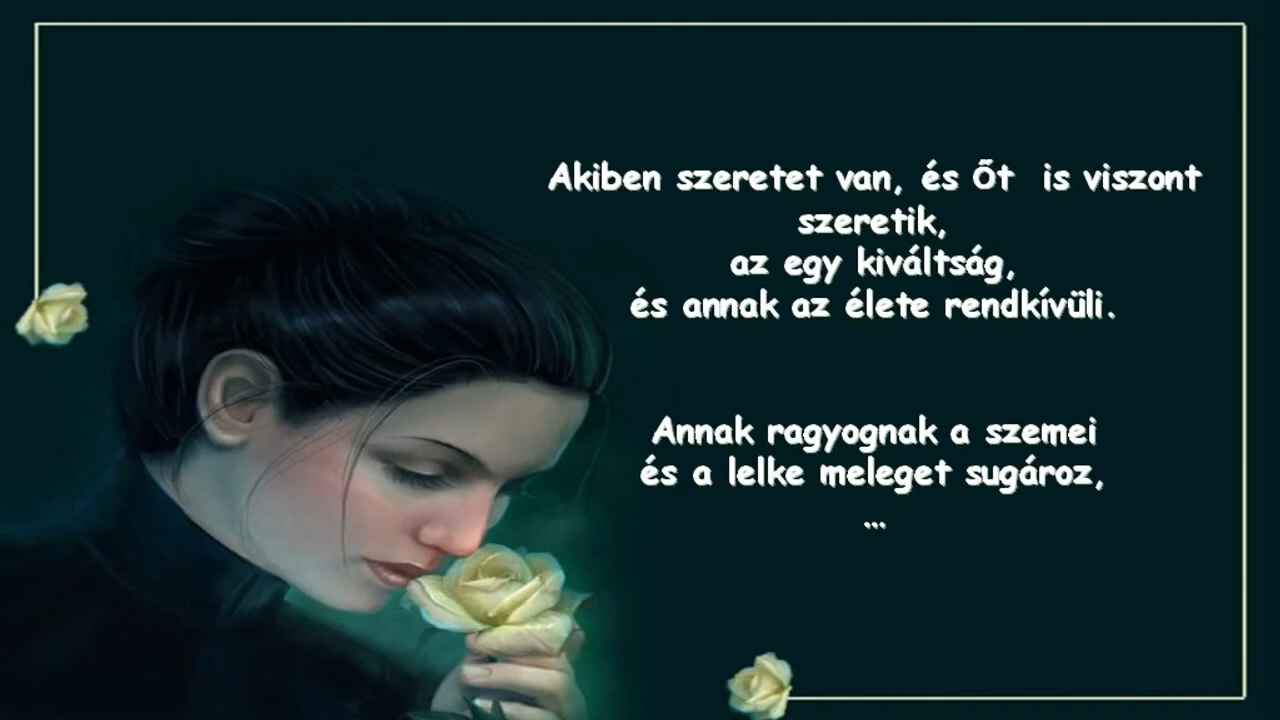 Akiben szeretet van, és Őt is viszont
szeretik,
az egy kiváltság,
és annak az élete rendkívüli.
Annak ragyognak a szemei
és a lelke meleget sugároz,
...